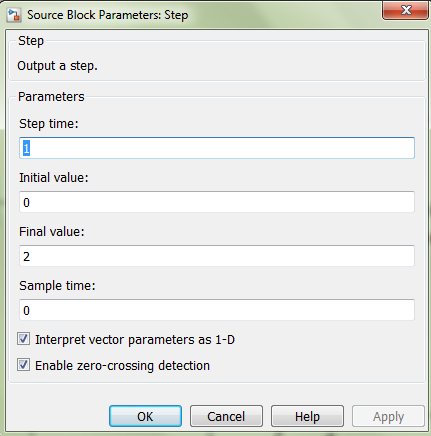 Source Block Parameters: Step
Step
Output a step.
Parameters
Step time:
1
Initial value:
0
Final value:
2
Sample time:
0
Interpret vector parameters as 1-D
Enable zero-crossing detection
OK Cancel Help Apply